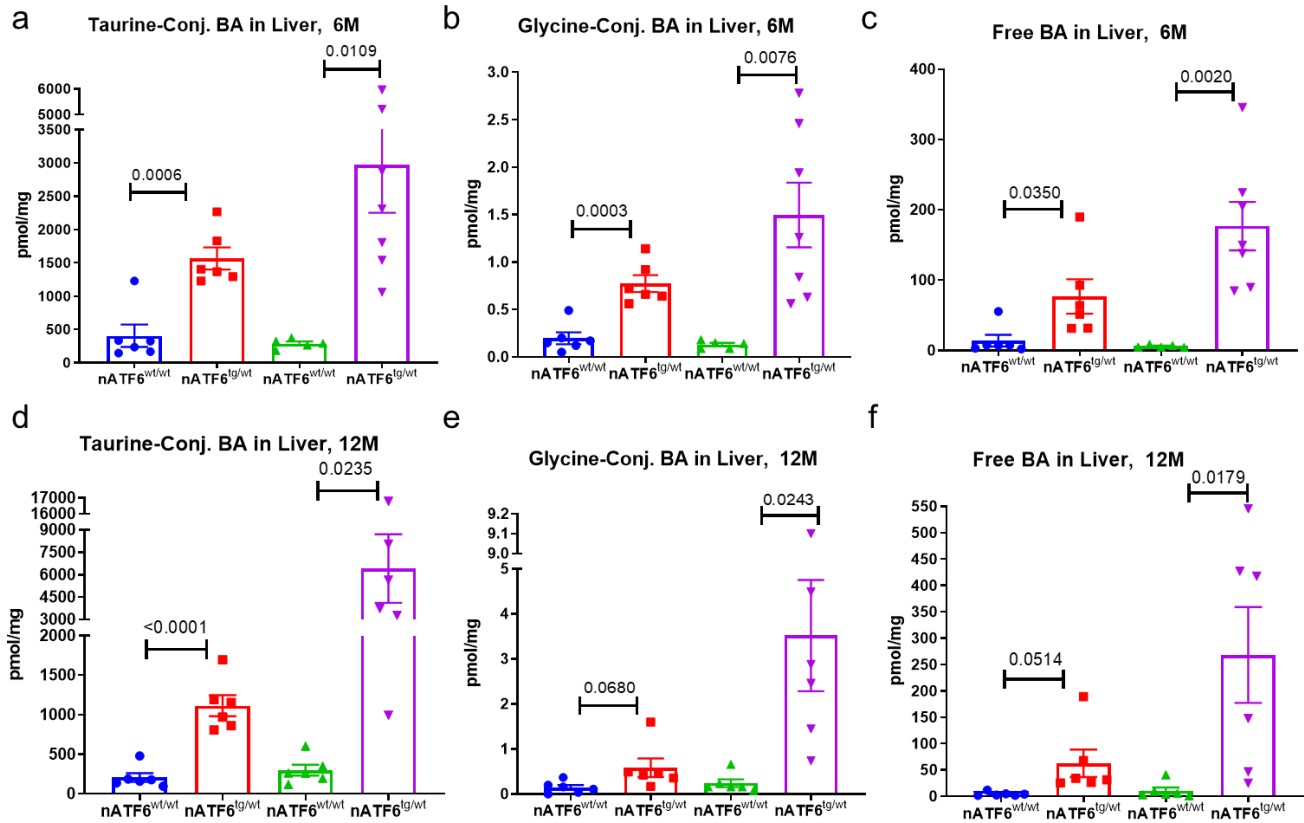 a
Taurine-Conj. BA in Liver, 6M
0.0109
0.0006
pmol/mg
6000
5000
3500
3000
2500
2000
1500
1000
500
0
nATF6wt/wt nATF6tg/wt nATF6wt/wt nATF6tg/wt
b
Glycine-Conj. BA in Liver, 6M
0.0076
0.0003
pmol/mg
3.0
2.5
2.0
1.5
1.0
0.5
0.0
nATF6wt/wt nATF6tg/wt nATF6wt/wt nATF6tg/wt
c
Free BA in Liver, 6M
0.0020
0.0350
pmol/mg
400
300
200
100
0
nATF6wt/wt nATF6tg/wt nATF6wt/wt nATF6tg/wt
d
Taurine-Conj. BA in Liver, 12M
0.0235
<0.0001
pmol/mg
17000
16000
9000
7500
6000
4500
3000
2000
1500
1000
500
0
nATF6wt/wt nATF6tg/wt nATF6wt/wt nATF6tg/wt
e
Glycine-Conj. BA in Liver, 12M
0.0243
0.0680
pmol/mg
9.2
9.1
9.0
5
4
3
2
1
0
nATF6wt/wt nATF6tg/wt nATF6wt/wt nATF6tg/wt
f
Free BA in Liver, 12M
0.0179
0.0514
pmol/mg
550
500
450
400
350
300
250
200
150
100
50
0
nATF6wt/wt nATF6tg/wt nATF6wt/wt nATF6tg/wt